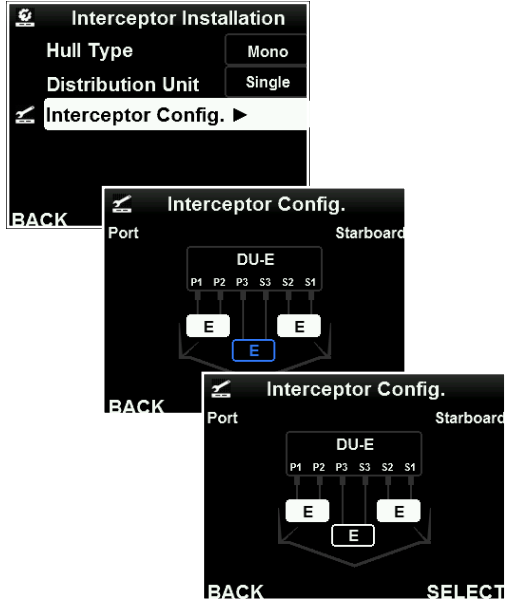 Interceptor Installation
Hull Type Mono
Distribution Unit Single
Interceptor Config. ►
BACK
Interceptor Config.
Port Starboard
DU-E
P1 P2 P3 S3 S2 S1
E E
E
BACK
Interceptor Config.
Port Starboard
DU-E
P1 P2 P3 S3 S2 S1
E E
E
BACK SELECT